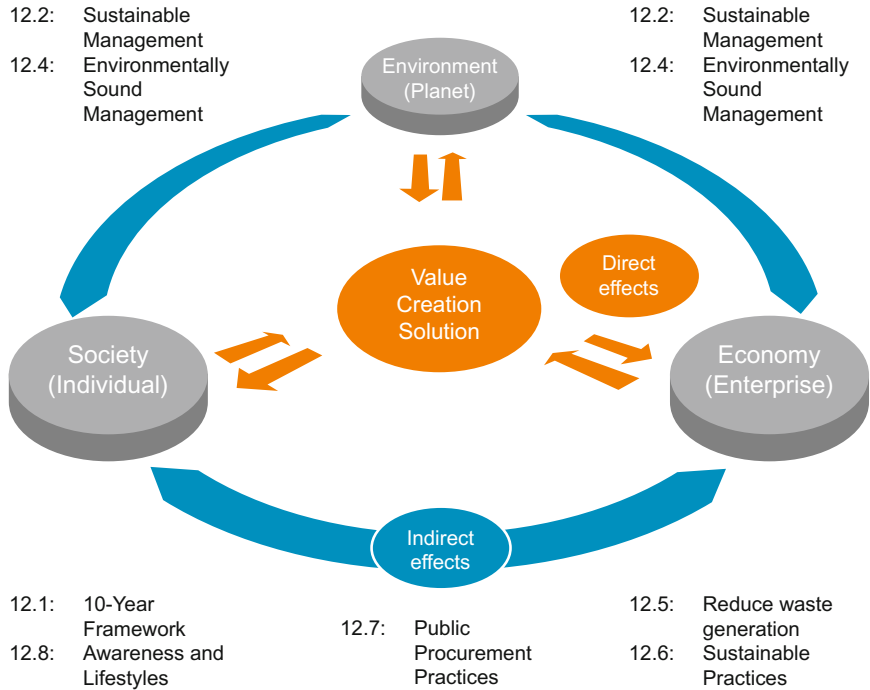 12.2: Sustainable
Management
12.4: Environmentally
Sound
Management
Environment
(Planet)
12.2: Sustainable
Management
12.4: Environmentally
Sound
Management
Value
Creation
Solution
Direct
effects
Society
(Individual)
Economy
(Enterprise)
Indirect
effects
12.1: 10-Year
Framework
12.8: Awareness and
Lifestyles
12.7: Public
Procurement
Practices
12.5: Reduce waste
generation
12.6: Sustainable
Practices